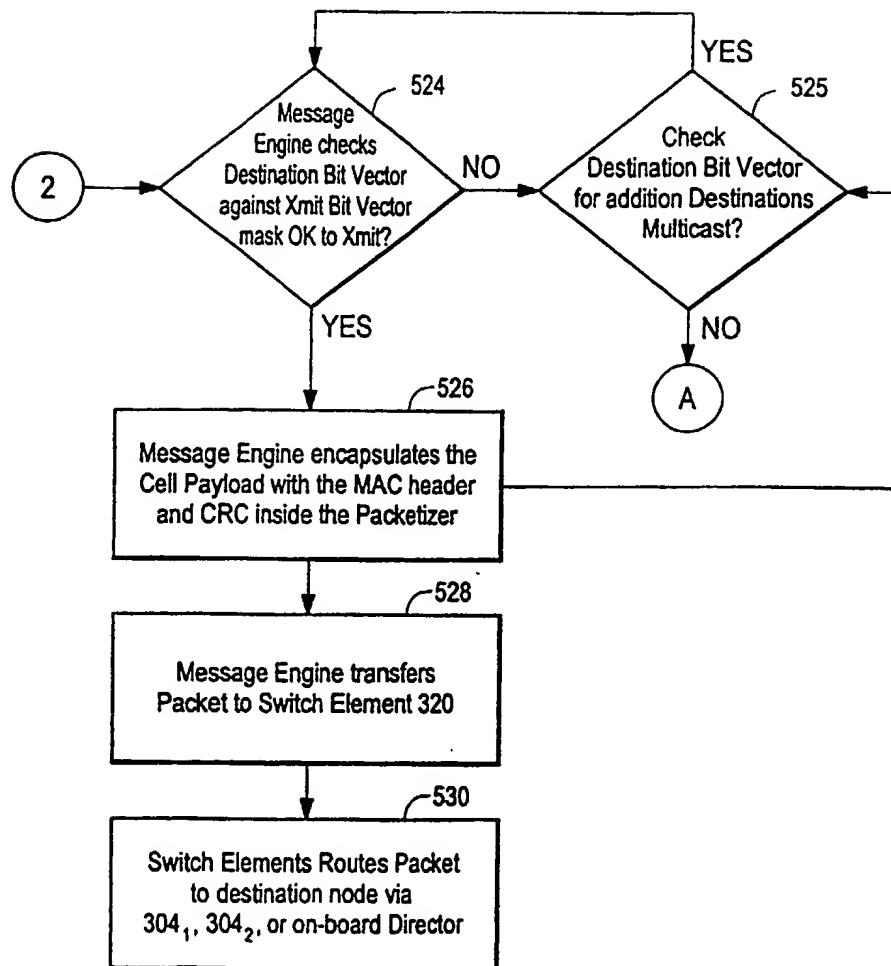 YES
524
525
Message
Engine checks
Destination Bit Vector
against Xmit Bit Vector
mask OK to Xmit?
2
NO
Check
Destination Bit Vector
for addition Destinations
Multicast?
YES
NO
A
526
Message Engine encapsulates the
Cell Payload with the MAC header
and CRC inside the Packetizer
528
Message Engine transfers
Packet to Switch Element 320
530
Switch Elements Routes Packet
to destination node via
304₁, 304₂, or on-board Director